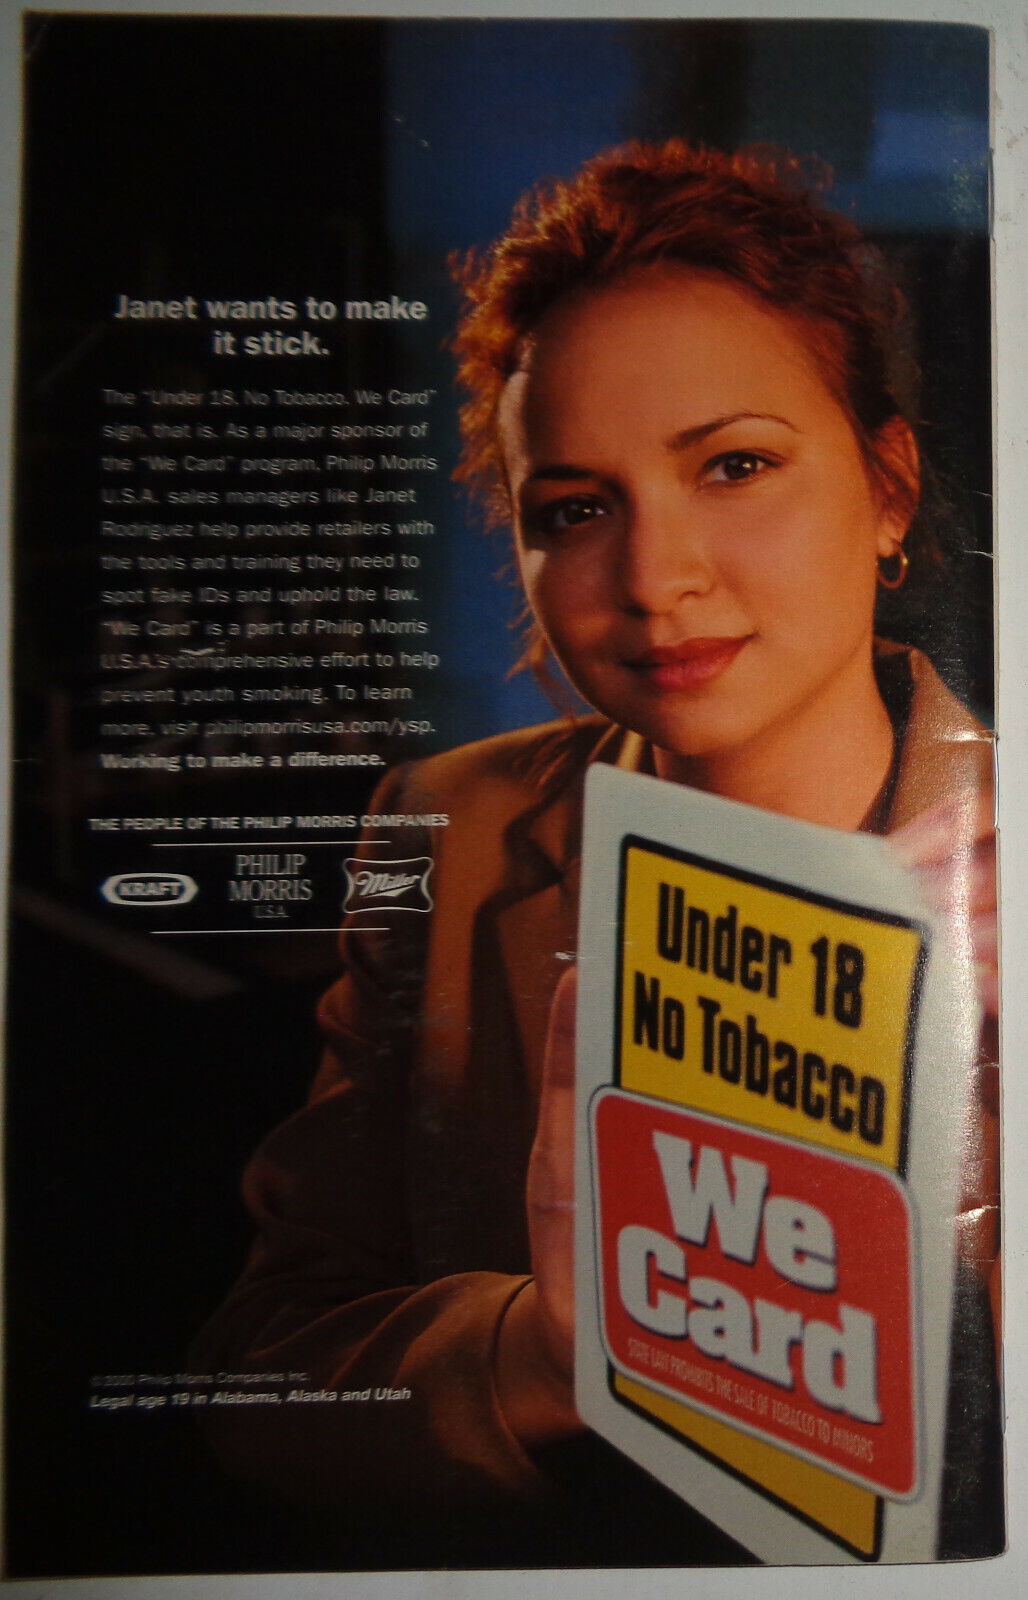 Janet wants to make
it stick.
The "Under 18. No Tobacco. We Card"
sign, that is. As a major sponsor of
the "We Card" program, Philip Morris
U.S.A. sales managers like Janet
Rodriguez help provide retailers with
the tools and training they need to
spot fake IDs and uphold the law.
"We Card" is a part of Philip Morris
U.S.A.'s comprehensive effort to help
prevent youth smoking. To learn
more, visit philipmorrisusa.com/ysp.
Working to make a difference.
THE PEOPLE OF THE PHILIP MORRIS COMPANIES
KRAFT
PHILIP
MORRIS
U.S.A.
Miller
Under 18
No Tobacco
We
Card
STATE LAW PROHIBITS THE SALE OF TOBACCO TO MINORS
© 2000 Philip Morris Companies Inc.
Legal age 19 in Alabama, Alaska and Utah